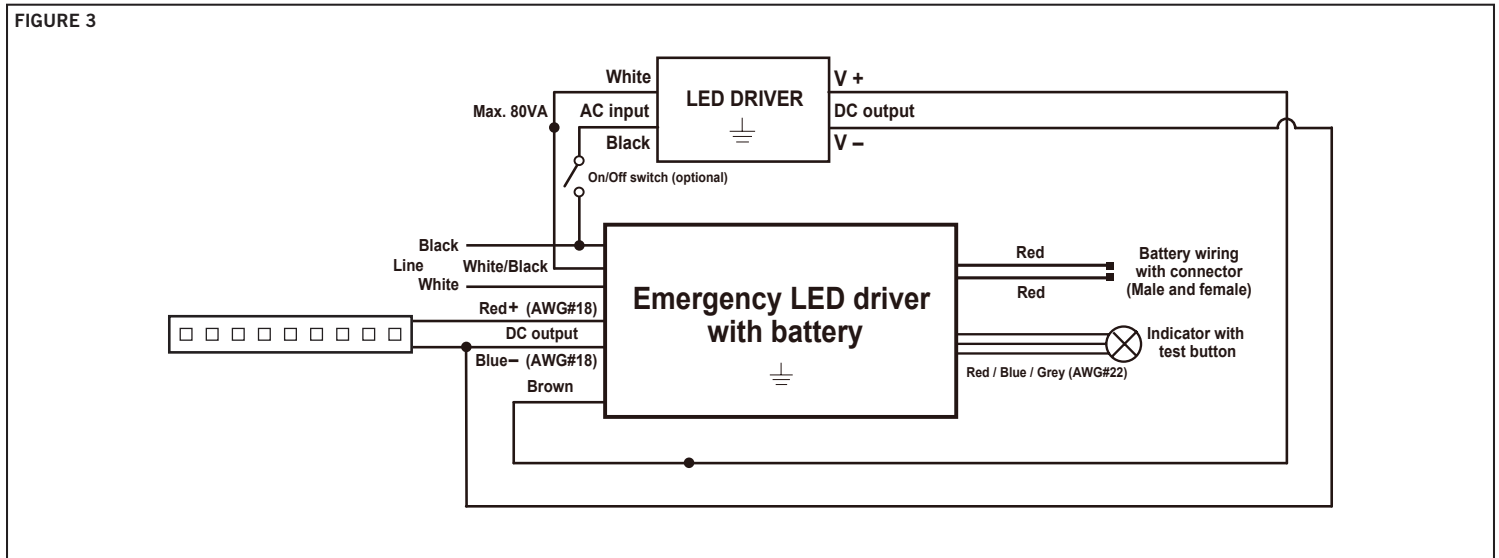 FIGURE 3
White
V +
LED DRIVER
Max. 80VA
AC input
DC output
Black
V −
On/Off switch (optional)
Black
Line
White/Black
White
Red+ (AWG#18)
DC output
Blue− (AWG#18)
Brown
Emergency LED driver
with battery
Red
Red
Battery wiring
with connector
(Male and female)
Indicator with
test button
Red / Blue / Grey (AWG#22)